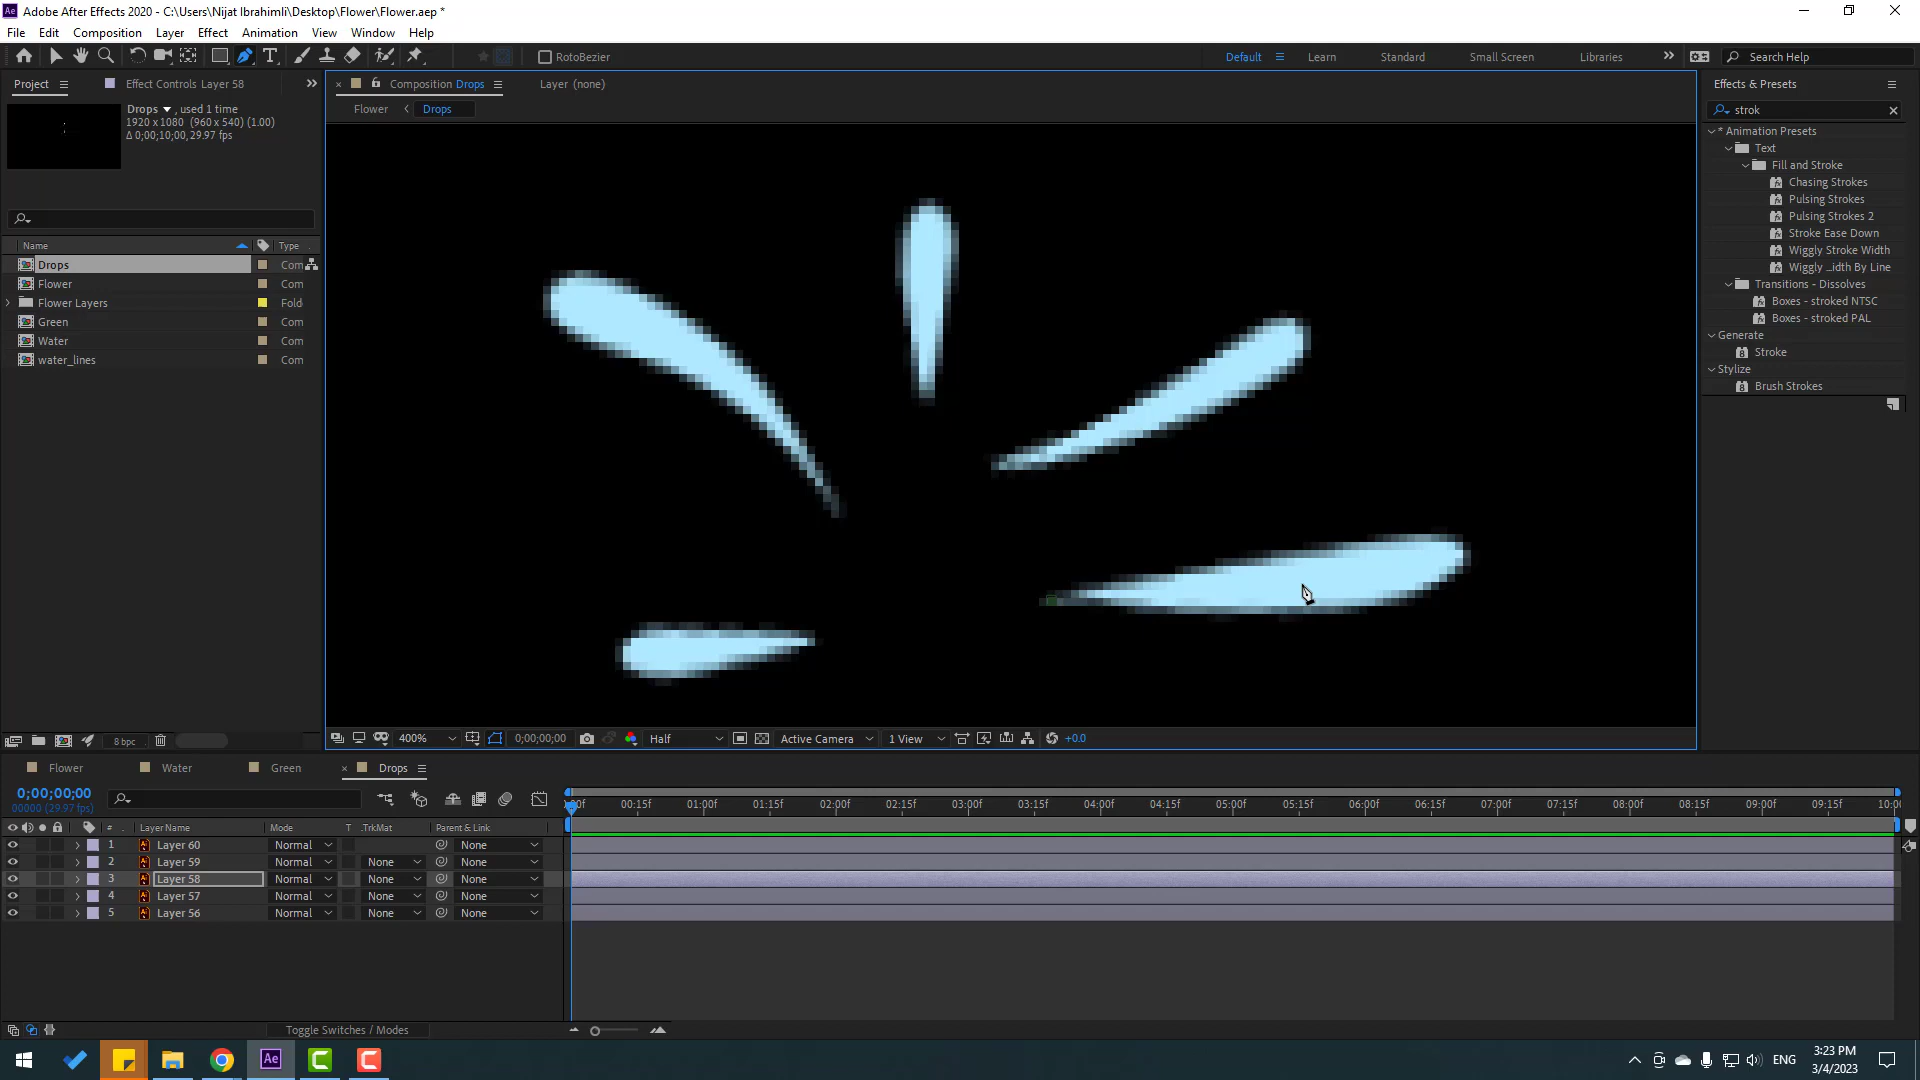 Adobe After Effects 2020 - C:\Users\Nijat Ibrahimli\Desktop\Flower\Flower.aep *
File Edit Composition Layer Effect Animation View Window Help
RotoBezier
Default Learn Standard Small Screen Libraries Search Help
Project Effect Controls Layer 58
Composition Drops Layer (none)
Effects & Presets
Drops , used 1 time
1920 x 1080 (960 x 540) (1.00)
Δ 0;00;10;00, 29.97 fps
Flower Drops
strok
* Animation Presets
Text
Fill and Stroke
Chasing Strokes
Pulsing Strokes
Pulsing Strokes 2
Stroke Ease Down
Wiggly Stroke Width
Wiggly ...idth By Line
Transitions - Dissolves
Boxes - stroked NTSC
Boxes - stroked PAL
Generate
Stroke
Stylize
Brush Strokes
Name Type
Drops Com
Flower Com
Flower Layers Fold
Green Com
Water Com
water_lines Com
8 bpc
400% 0;00;00;00 Half Active Camera 1 View +0.0
Flower Water Green Drops
0;00;00;00
00000 (29.97 fps)
:00f 00:15f 01:00f 01:15f 02:00f 02:15f 03:00f 03:15f 04:00f 04:15f 05:00f 05:15f 06:00f 06:15f 07:00f 07:15f 08:00f 08:15f 09:00f 09:15f 10:0
# Layer Name Mode T .TrkMat Parent & Link
1 Layer 60 Normal None
2 Layer 59 Normal None None
3 Layer 58 Normal None None
4 Layer 57 Normal None None
5 Layer 56 Normal None None
Toggle Switches / Modes
Ae
ENG
3:23 PM
3/4/2023